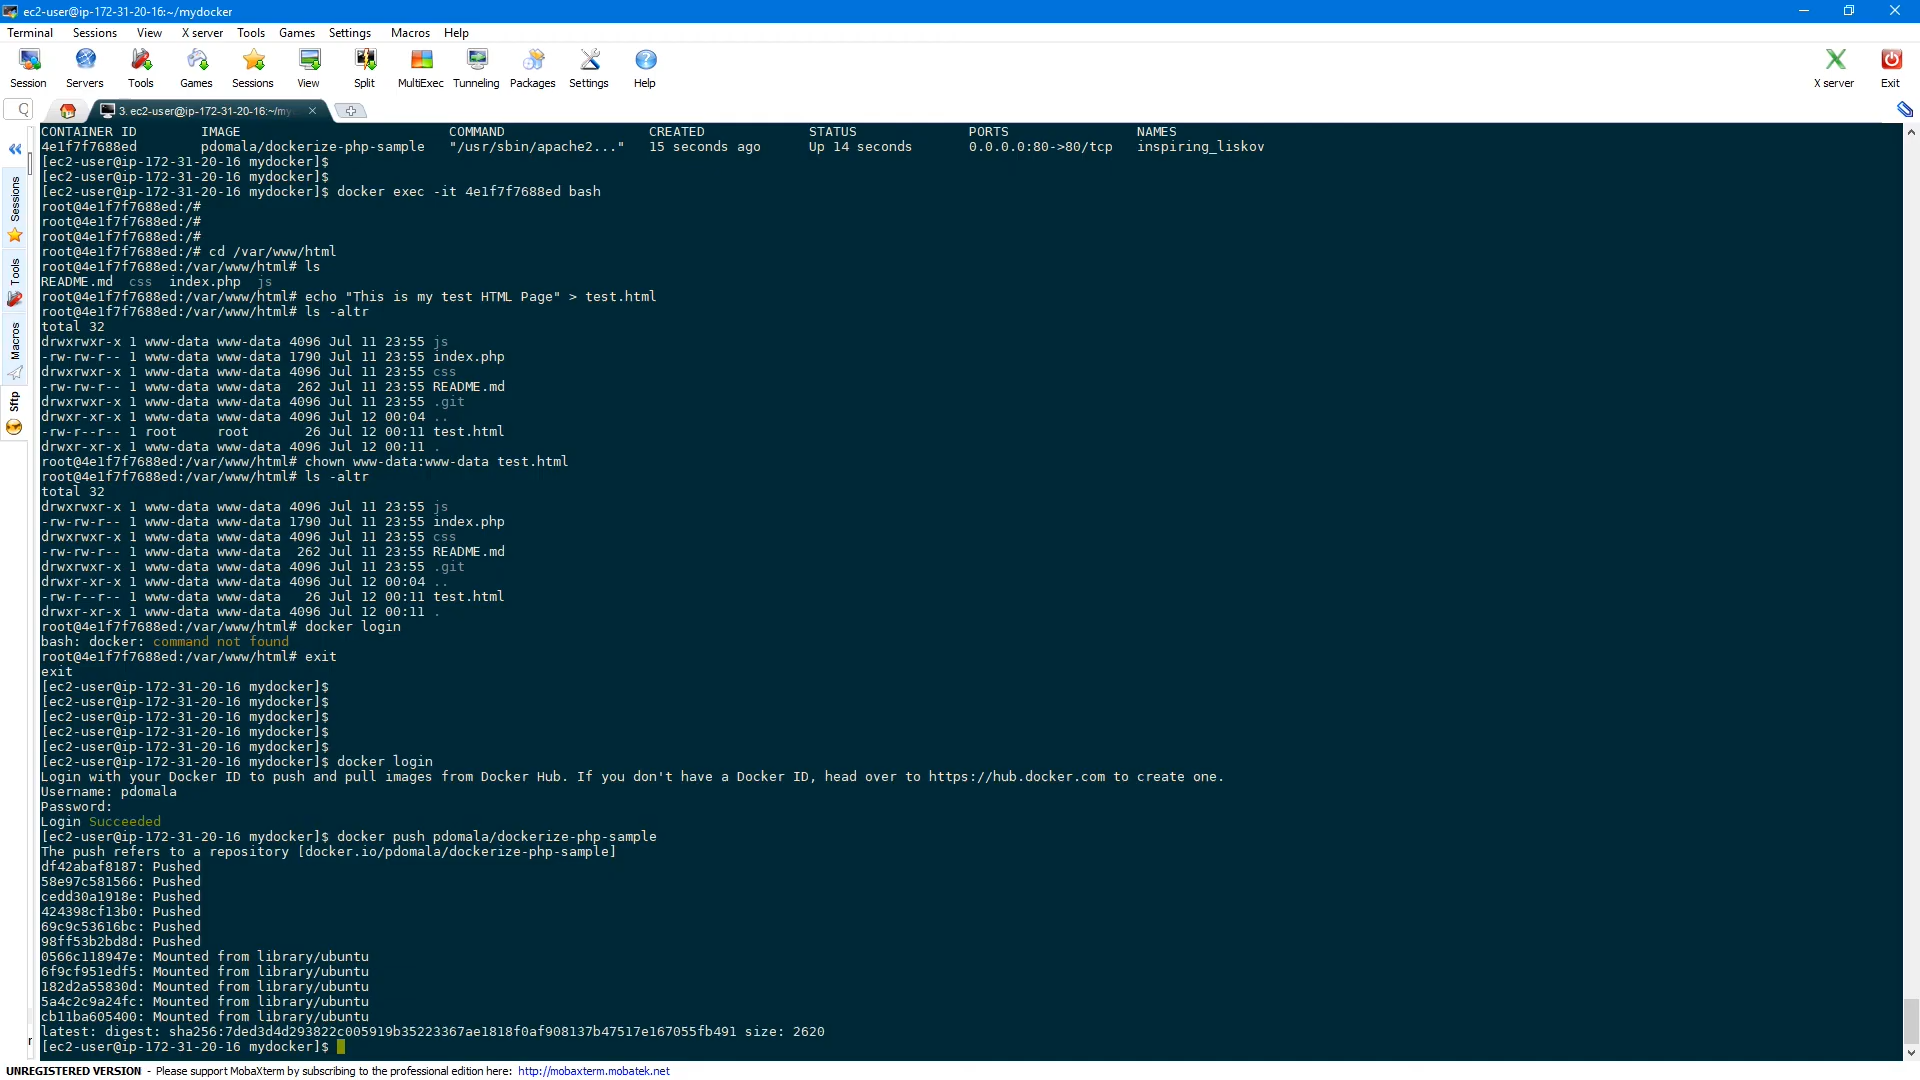 ec2-user@ip-172-31-20-16:~/mydocker
Terminal Sessions View X server Tools Games Settings Macros Help
Session Servers Tools Games Sessions View Split MultiExec Tunneling Packages Settings Help X server Exit
3. ec2-user@ip-172-31-20-16:~/my
Sessions
Tools
Macros
Sftp
CONTAINER ID IMAGE COMMAND CREATED STATUS PORTS NAMES
4e1f7f7688ed pdomala/dockerize-php-sample "/usr/sbin/apache2..." 15 seconds ago Up 14 seconds 0.0.0.0:80->80/tcp inspiring_liskov
[ec2-user@ip-172-31-20-16 mydocker]$
[ec2-user@ip-172-31-20-16 mydocker]$
[ec2-user@ip-172-31-20-16 mydocker]$ docker exec -it 4e1f7f7688ed bash
root@4e1f7f7688ed:/#
root@4e1f7f7688ed:/#
root@4e1f7f7688ed:/#
root@4e1f7f7688ed:/# cd /var/www/html
root@4e1f7f7688ed:/var/www/html# ls
README.md css index.php js
root@4e1f7f7688ed:/var/www/html# echo "This is my test HTML Page" > test.html
root@4e1f7f7688ed:/var/www/html# ls -altr
total 32
drwxrwxr-x 1 www-data www-data 4096 Jul 11 23:55 js
-rw-rw-r-- 1 www-data www-data 1790 Jul 11 23:55 index.php
drwxrwxr-x 1 www-data www-data 4096 Jul 11 23:55 css
-rw-rw-r-- 1 www-data www-data 262 Jul 11 23:55 README.md
drwxrwxr-x 1 www-data www-data 4096 Jul 11 23:55 .git
drwxr-xr-x 1 www-data www-data 4096 Jul 12 00:04 ..
-rw-r--r-- 1 root root 26 Jul 12 00:11 test.html
drwxr-xr-x 1 www-data www-data 4096 Jul 12 00:11 .
root@4e1f7f7688ed:/var/www/html# chown www-data:www-data test.html
root@4e1f7f7688ed:/var/www/html# ls -altr
total 32
drwxrwxr-x 1 www-data www-data 4096 Jul 11 23:55 js
-rw-rw-r-- 1 www-data www-data 1790 Jul 11 23:55 index.php
drwxrwxr-x 1 www-data www-data 4096 Jul 11 23:55 css
-rw-rw-r-- 1 www-data www-data 262 Jul 11 23:55 README.md
drwxrwxr-x 1 www-data www-data 4096 Jul 11 23:55 .git
drwxr-xr-x 1 www-data www-data 4096 Jul 12 00:04 ..
-rw-r--r-- 1 www-data www-data 26 Jul 12 00:11 test.html
drwxr-xr-x 1 www-data www-data 4096 Jul 12 00:11 .
root@4e1f7f7688ed:/var/www/html# docker login
bash: docker: command not found
root@4e1f7f7688ed:/var/www/html# exit
exit
[ec2-user@ip-172-31-20-16 mydocker]$
[ec2-user@ip-172-31-20-16 mydocker]$
[ec2-user@ip-172-31-20-16 mydocker]$
[ec2-user@ip-172-31-20-16 mydocker]$
[ec2-user@ip-172-31-20-16 mydocker]$
[ec2-user@ip-172-31-20-16 mydocker]$ docker login
Login with your Docker ID to push and pull images from Docker Hub. If you don't have a Docker ID, head over to https://hub.docker.com to create one.
Username: pdomala
Password:
Login Succeeded
[ec2-user@ip-172-31-20-16 mydocker]$ docker push pdomala/dockerize-php-sample
The push refers to a repository [docker.io/pdomala/dockerize-php-sample]
df42abaf8187: Pushed
58e97c581566: Pushed
cedd30a1918e: Pushed
424398cf13b0: Pushed
69c9c53616bc: Pushed
98ff53b2bd8d: Pushed
0566c118947e: Mounted from library/ubuntu
6f9cf951edf5: Mounted from library/ubuntu
182d2a55830d: Mounted from library/ubuntu
5a4c2c9a24fc: Mounted from library/ubuntu
cb11ba605400: Mounted from library/ubuntu
latest: digest: sha256:7ded3d4d293822c005919b35223367ae1818f0af908137b47517e167055fb491 size: 2620
[ec2-user@ip-172-31-20-16 mydocker]$
UNREGISTERED VERSION - Please support MobaXterm by subscribing to the professional edition here: http://mobaxterm.mobatek.net